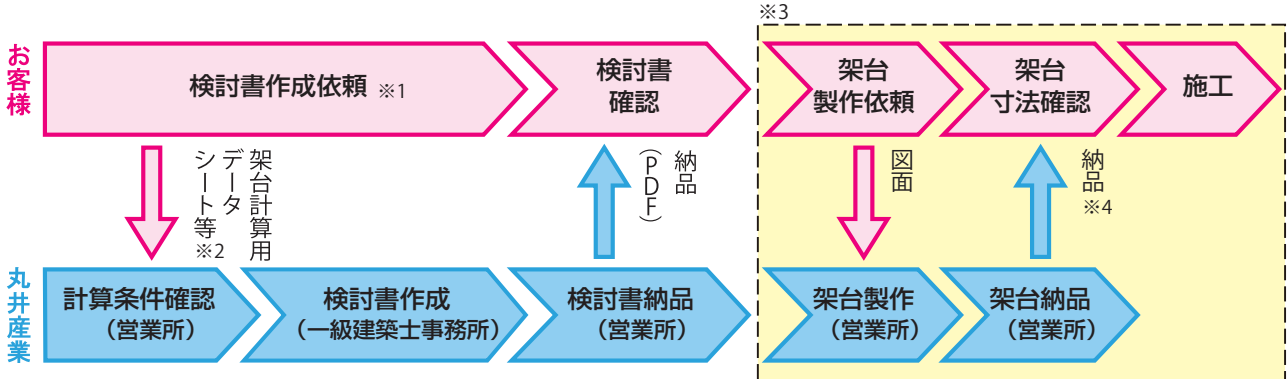 ※3
お客様
検討書作成依頼 ※1
検討書
確認
架台
製作依頼
架台
寸法確認
施工
架台計算用
データ
シート等※2
納品
(PDF)
図面
納品
※4
丸井産業
計算条件確認
(営業所)
検討書作成
(一級建築士事務所)
検討書納品
(営業所)
架台製作
(営業所)
架台納品
(営業所)